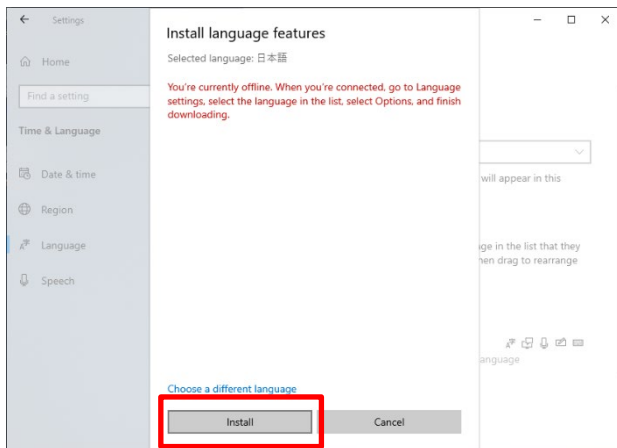 Settings
Install language features
Selected language: 日本語
Home
You're currently offline. When you're connected, go to Language
settings, select the language in the list, select Options, and finish
downloading.
Find a setting
Time & Language
Date & time
will appear in this
Region
Language
ge in the list that they
hen drag to rearrange
Speech
anguage
Choose a different language
Install
Cancel